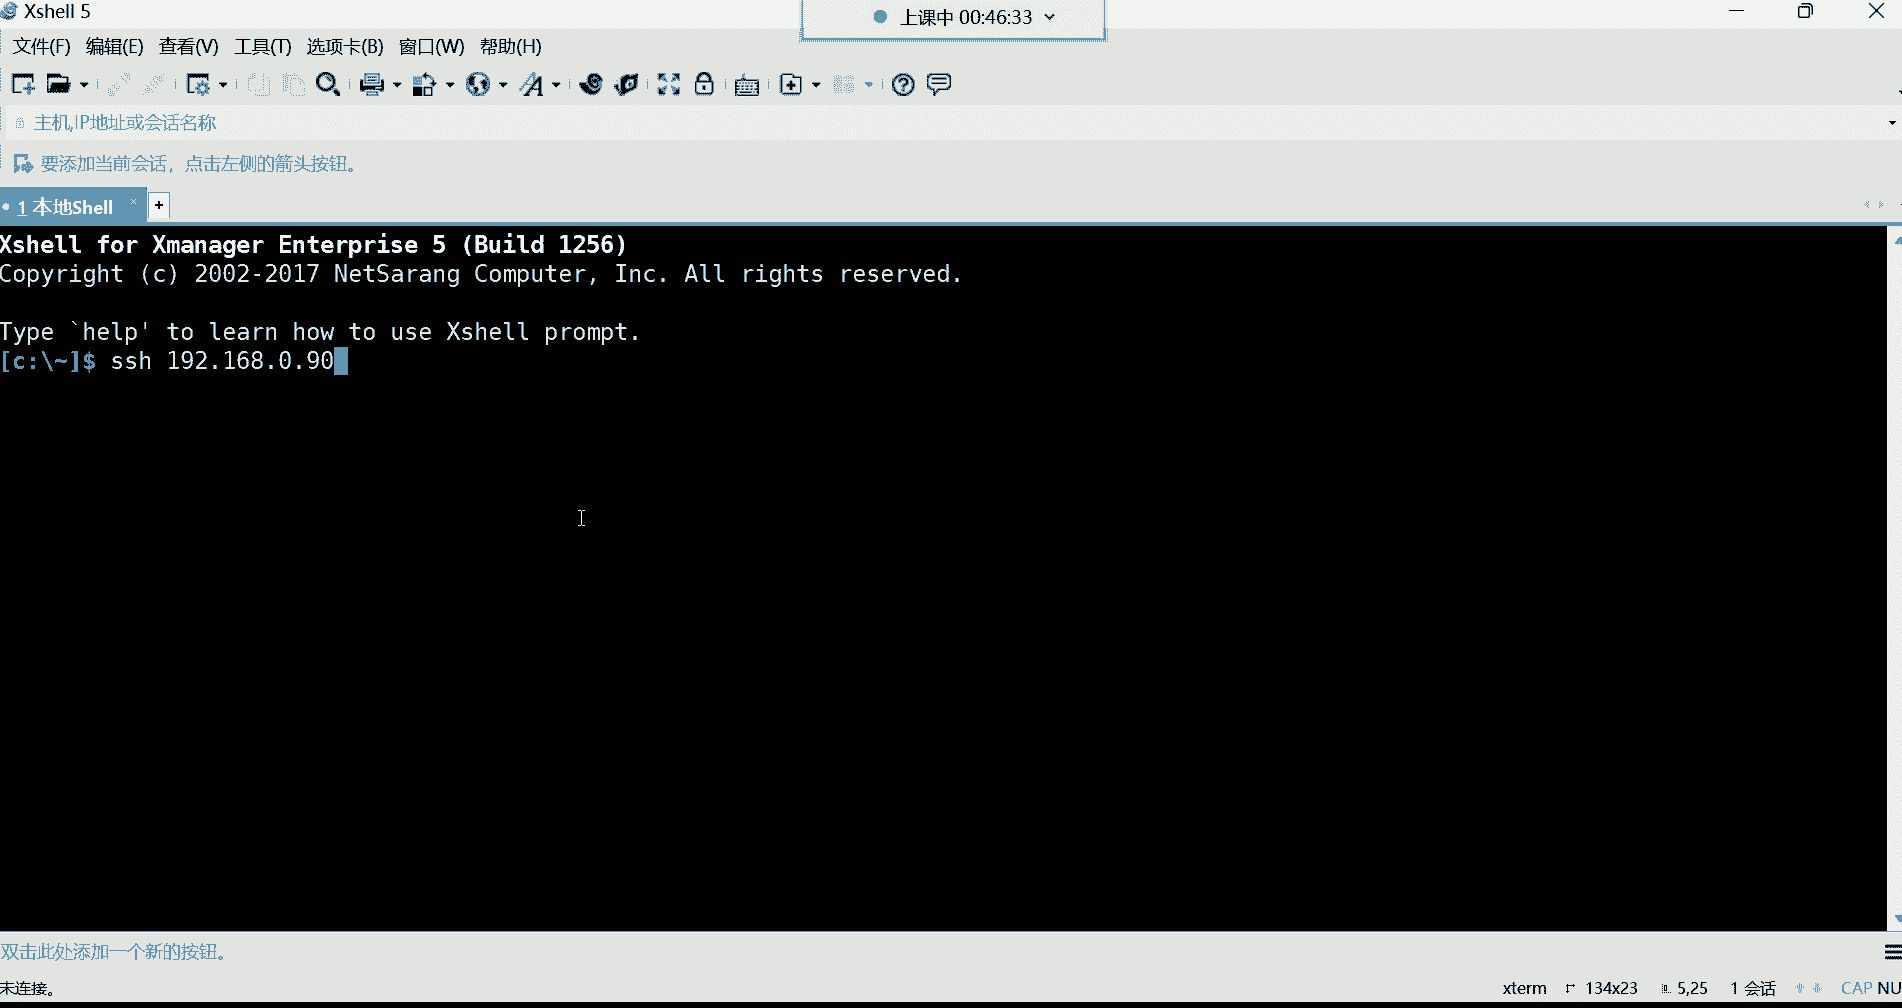 Xshell 5
上课中 00:46:33
文件(F) 编辑(E) 查看(V) 工具(T) 选项卡(B) 窗口(W) 帮助(H)
主机,IP地址或会话名称
要添加当前会话，点击左侧的箭头按钮。
1 本地Shell × +
Xshell for Xmanager Enterprise 5 (Build 1256)
Copyright (c) 2002-2017 NetSarang Computer, Inc. All rights reserved.
Type `help' to learn how to use Xshell prompt.
[c:\~]$ ssh 192.168.0.90
双击此处添加一个新的按钮。
未连接。 xterm 134x23 5,25 1 会话 CAP NU